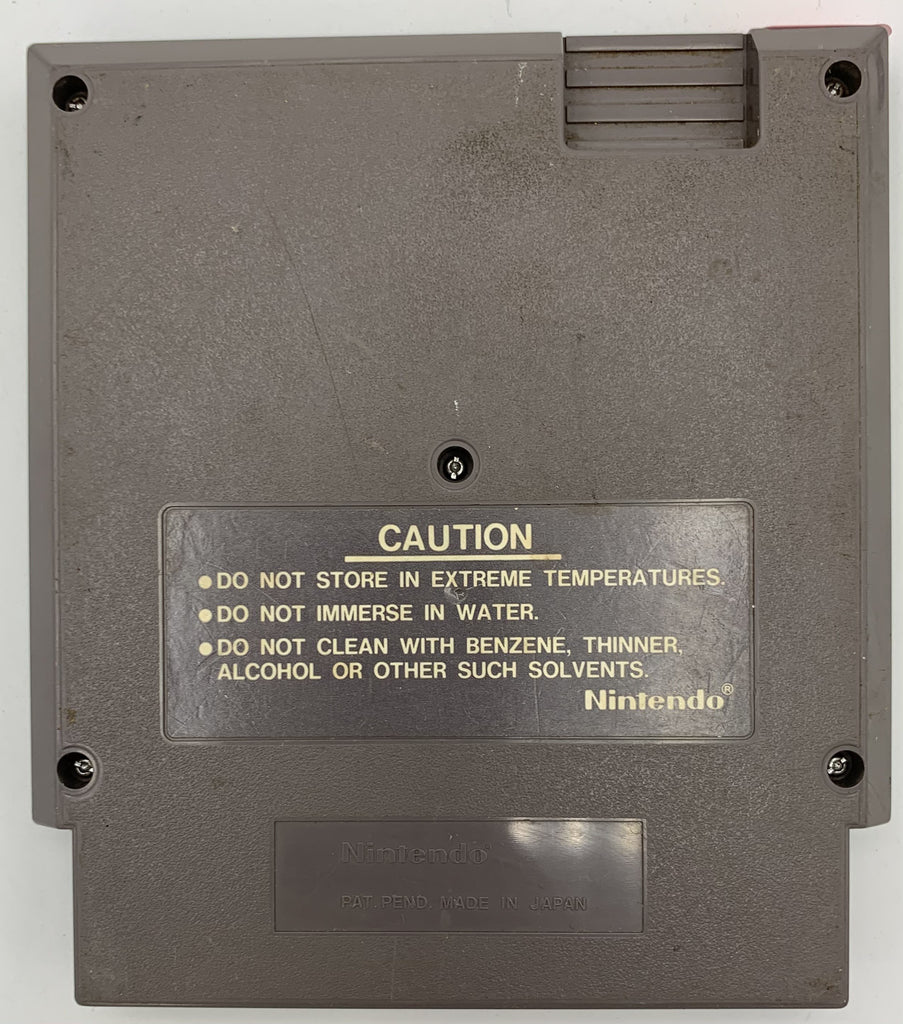 CAUTION
● DO NOT STORE IN EXTREME TEMPERATURES.
● DO NOT IMMERSE IN WATER.
● DO NOT CLEAN WITH BENZENE, THINNER,
ALCOHOL OR OTHER SUCH SOLVENTS.
Nintendo®
Nintendo®
PAT. PEND. MADE IN JAPAN